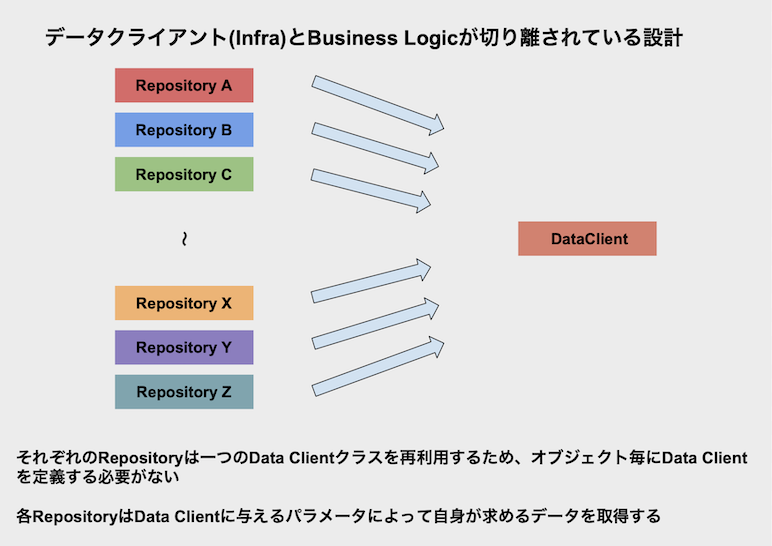 データクライアント(Infra)とBusiness Logicが切り離されている設計
Repository A
Repository B
Repository C
~
DataClient
Repository X
Repository Y
Repository Z
それぞれのRepositoryは一つのData Clientクラスを再利用するため、オブジェクト毎にData Client
を定義する必要がない
各RepositoryはData Clientに与えるパラメータによって自身が求めるデータを取得する